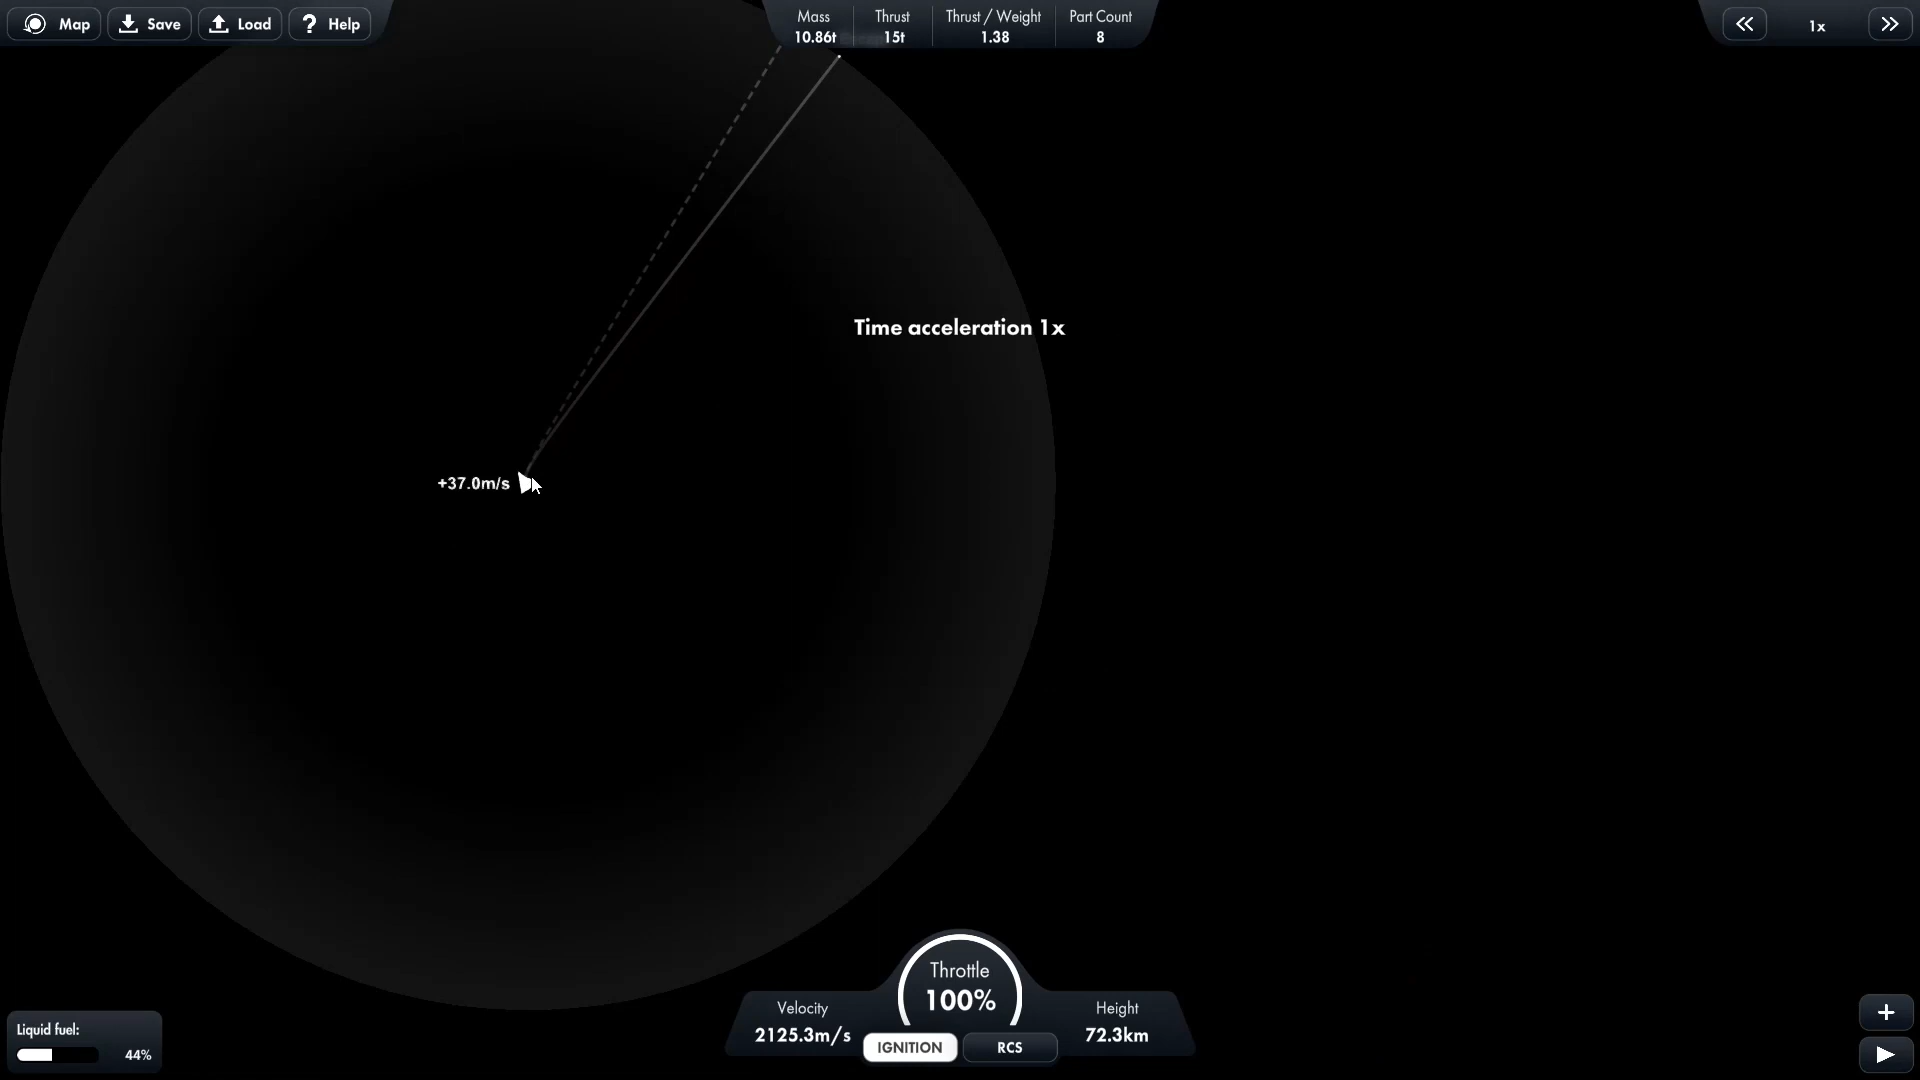 Map
Save
Load
Help
Mass
10.86t
Thrust
15t
Thrust / Weight
1.38
Part Count
8
1x
Time acceleration 1x
+37.0m/s
Throttle
100%
Velocity
2125.3m/s
Height
72.3km
IGNITION
RCS
Liquid fuel:
44%